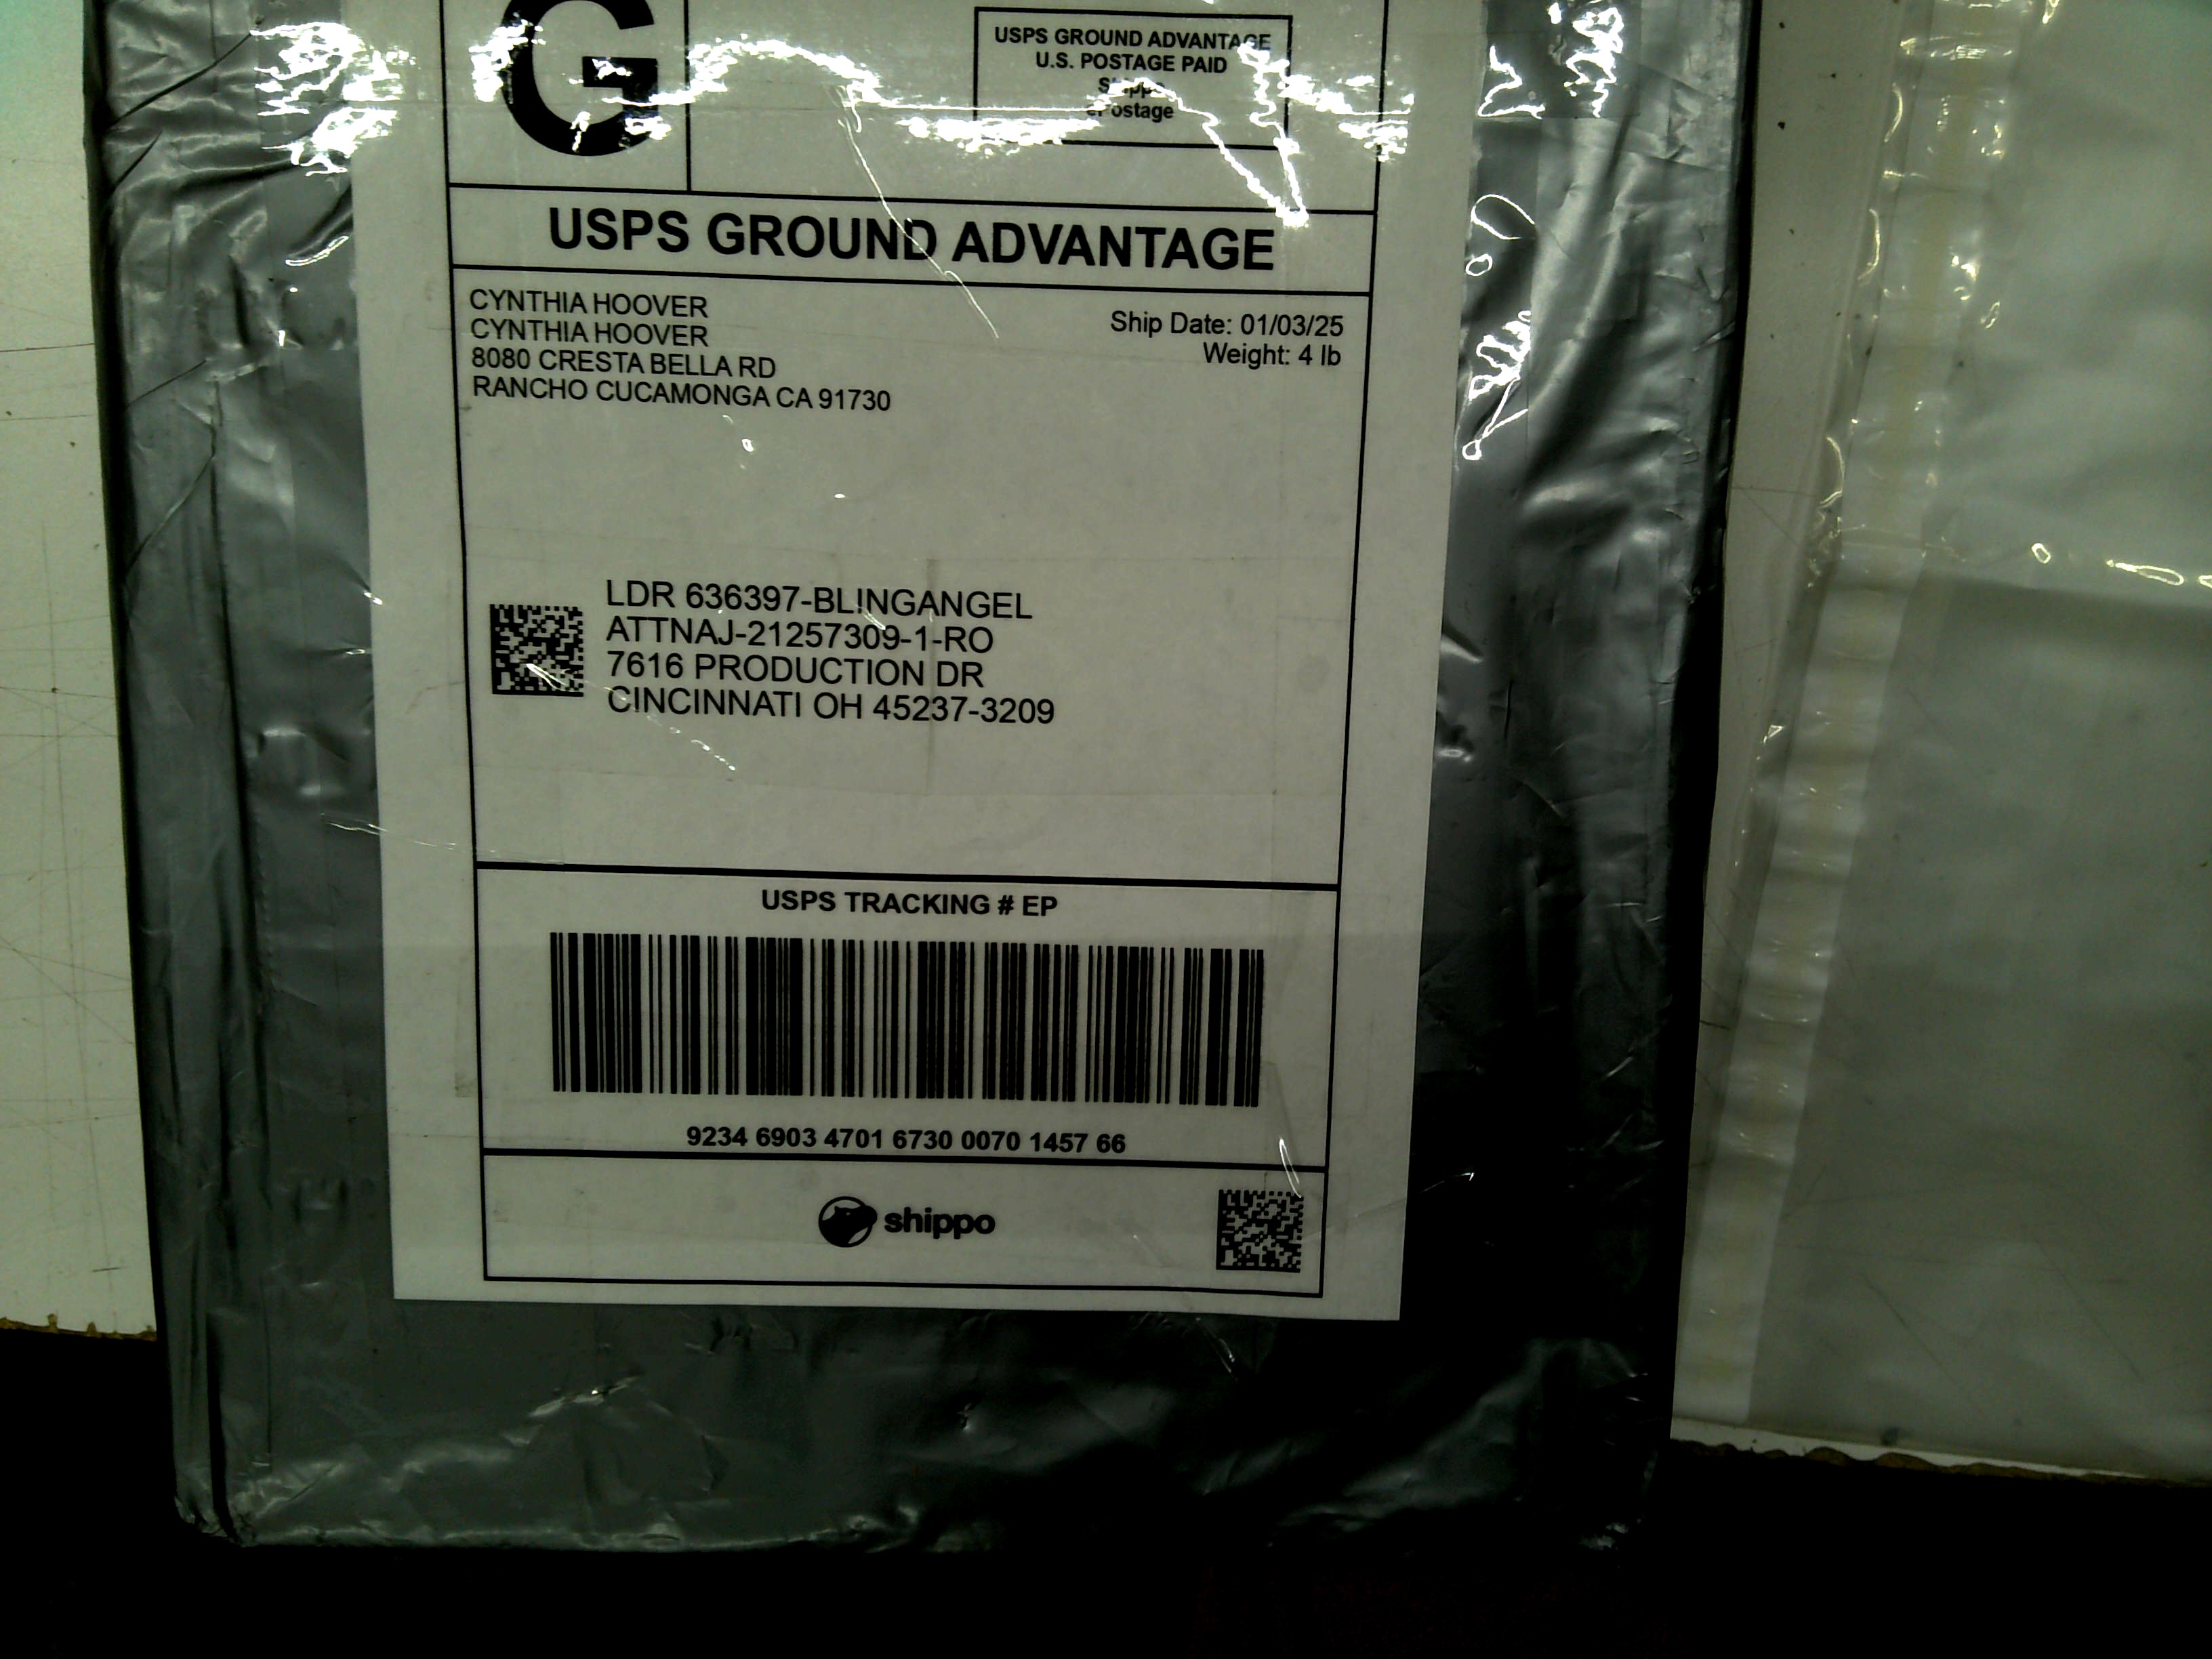 G
USPS GROUND ADVANTAGE
U.S. POSTAGE PAID
Shippo
ePostage
USPS GROUND ADVANTAGE
CYNTHIA HOOVER
CYNTHIA HOOVER
8080 CRESTA BELLA RD
RANCHO CUCAMONGA CA 91730
Ship Date: 01/03/25
Weight: 4 lb
LDR 636397-BLINGANGEL
ATTNAJ-21257309-1-RO
7616 PRODUCTION DR
CINCINNATI OH 45237-3209
USPS TRACKING # EP
9234 6903 4701 6730 0070 1457 66
shippo